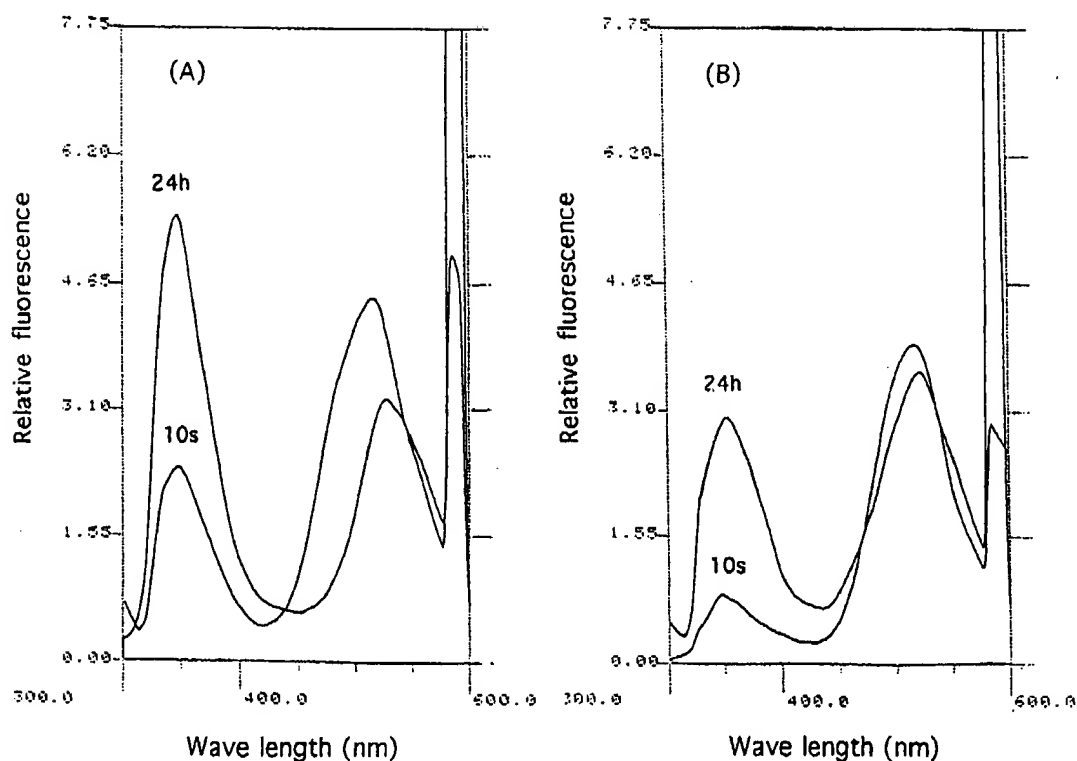 7.75
(A)
6.20
24h
4.65
3.10
10s
1.55
0.00
300.0
400.0
600.0
Relative fluorescence
Wave length (nm)
7.75
(B)
6.20
4.65
24h
3.10
1.55
10s
0.00
300.0
400.0
600.0
Relative fluorescence
Wave length (nm)